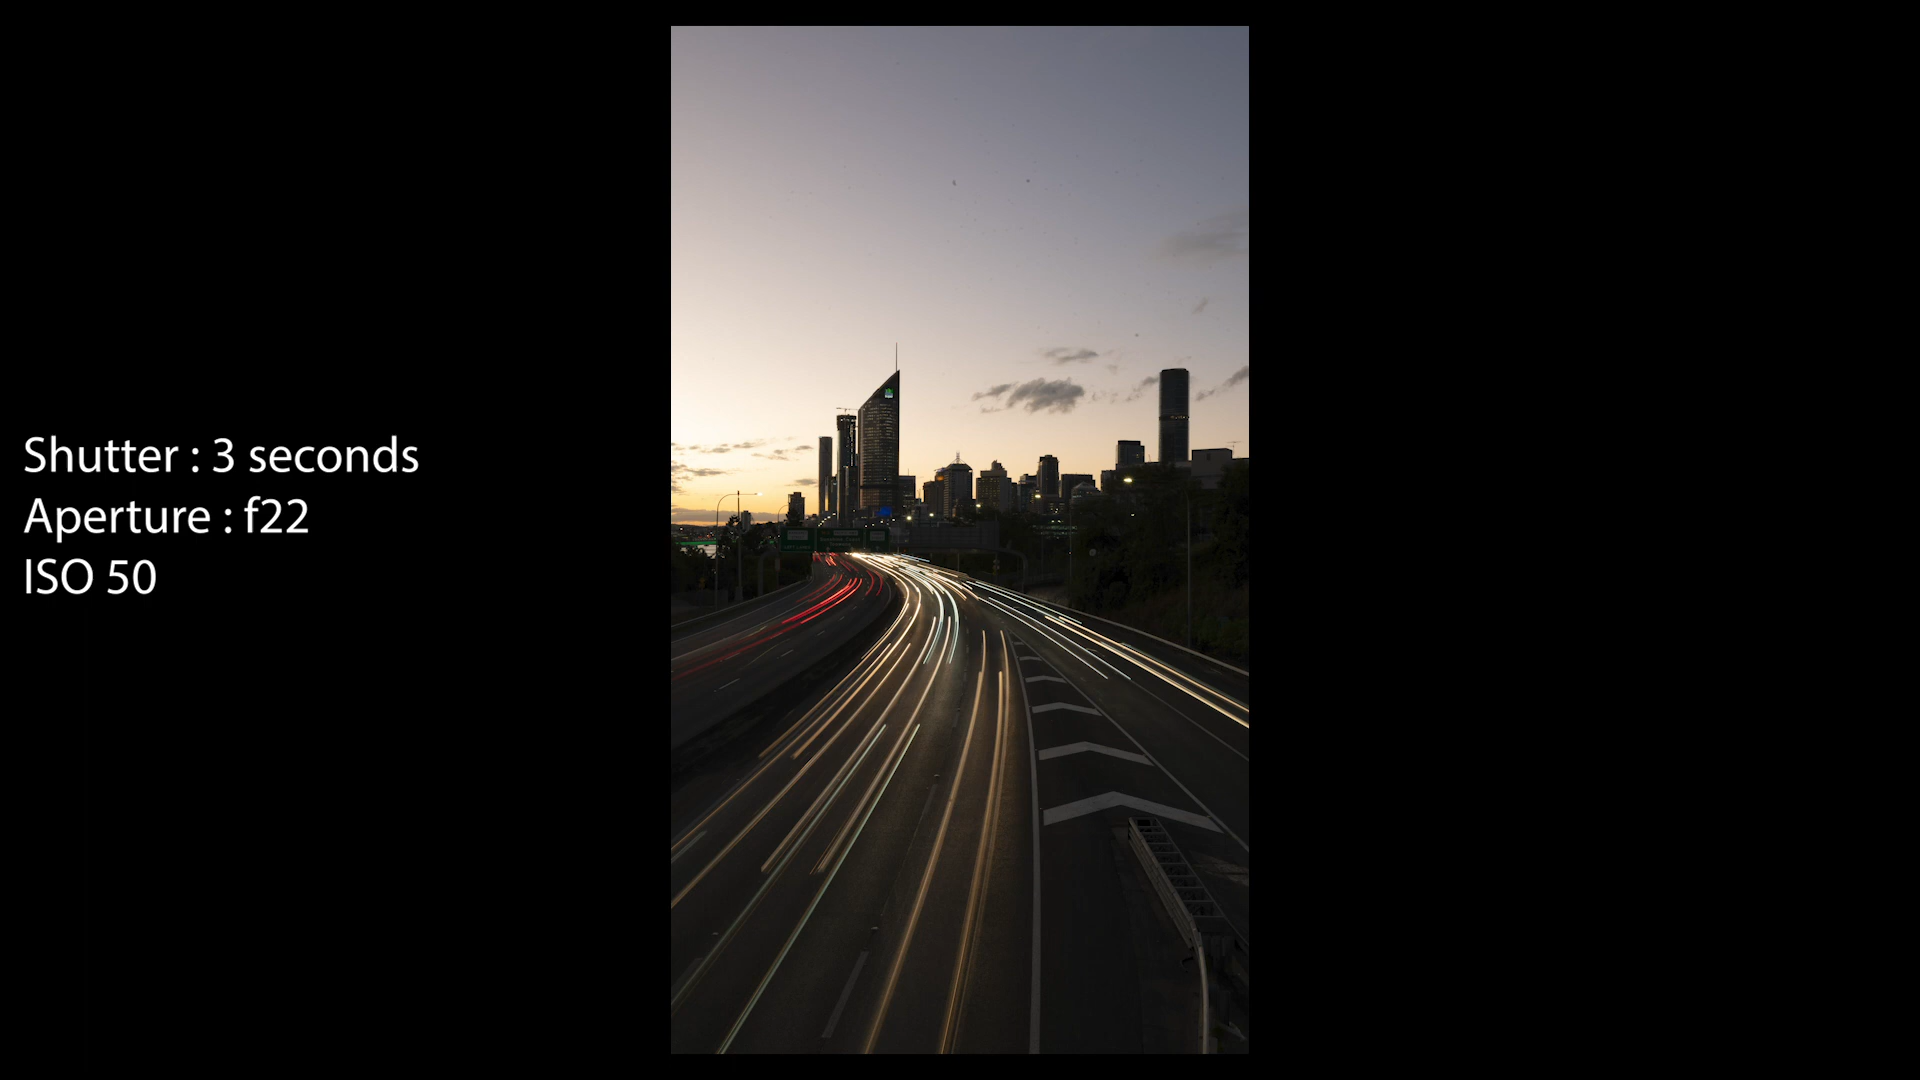 Shutter : 3 seconds
Aperture : f22
ISO 50